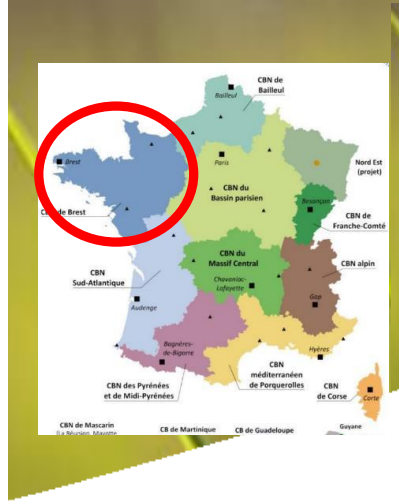 CBN de
Bailleul
Bailleul
Brest
Paris
Nord Est
(projet)
CBN de Brest
CBN du
Bassin parisien
Besançon
CBN de
Franche-Comté
CBN
Sud-Atlantique
CBN du
Massif Central
Chavaniac-
Lafayette
CBN alpin
Gap
Audenge
Bagnères-
de-Bigorre
Hyères
CBN
méditerranéen
de Porquerolles
CBN des Pyrénées
et de Midi-Pyrénées
CBN
de Corse
Corte
CBN de Mascarin
(La Réunion, Mayotte
CB de Martinique
CB de Guadeloupe
Guyane